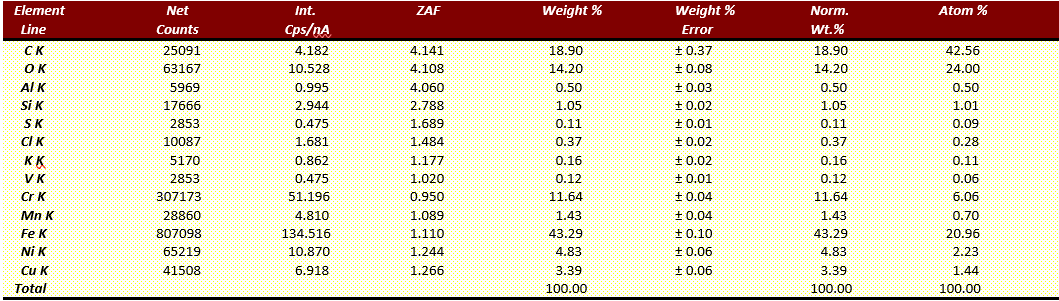 Element Net Int. ZAF Weight % Weight % Norm. Atom %
Line Counts Cps/nA Error Wt.%
C K 25091 4.182 4.141 18.90 ± 0.37 18.90 42.56
O K 63167 10.528 4.108 14.20 ± 0.08 14.20 24.00
Al K 5969 0.995 4.060 0.50 ± 0.03 0.50 0.50
Si K 17666 2.944 2.788 1.05 ± 0.02 1.05 1.01
S K 2853 0.475 1.689 0.11 ± 0.01 0.11 0.09
Cl K 10087 1.681 1.484 0.37 ± 0.02 0.37 0.28
K K 5170 0.862 1.177 0.16 ± 0.02 0.16 0.11
V K 2853 0.475 1.020 0.12 ± 0.01 0.12 0.06
Cr K 307173 51.196 0.950 11.64 ± 0.04 11.64 6.06
Mn K 28860 4.810 1.089 1.43 ± 0.04 1.43 0.70
Fe K 807098 134.516 1.110 43.29 ± 0.10 43.29 20.96
Ni K 65219 10.870 1.244 4.83 ± 0.06 4.83 2.23
Cu K 41508 6.918 1.266 3.39 ± 0.06 3.39 1.44
Total 100.00 100.00 100.00